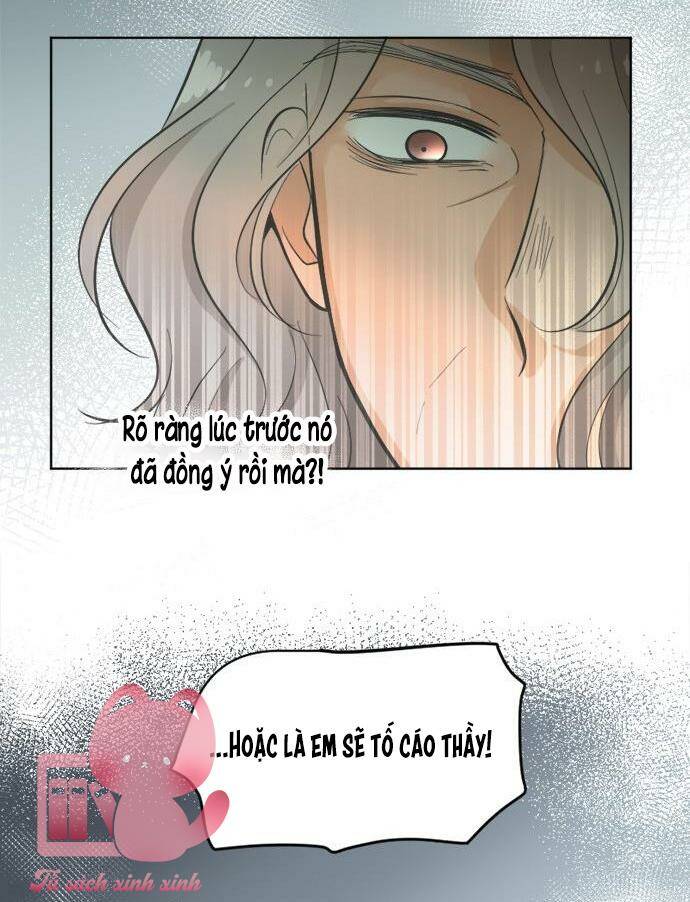 Rõ ràng lúc trước nó
đã đồng ý rồi mà?!
...HOẶC LÀ EM SẼ TỐ CÁO THẦY!
Tủ sách xinh xinh